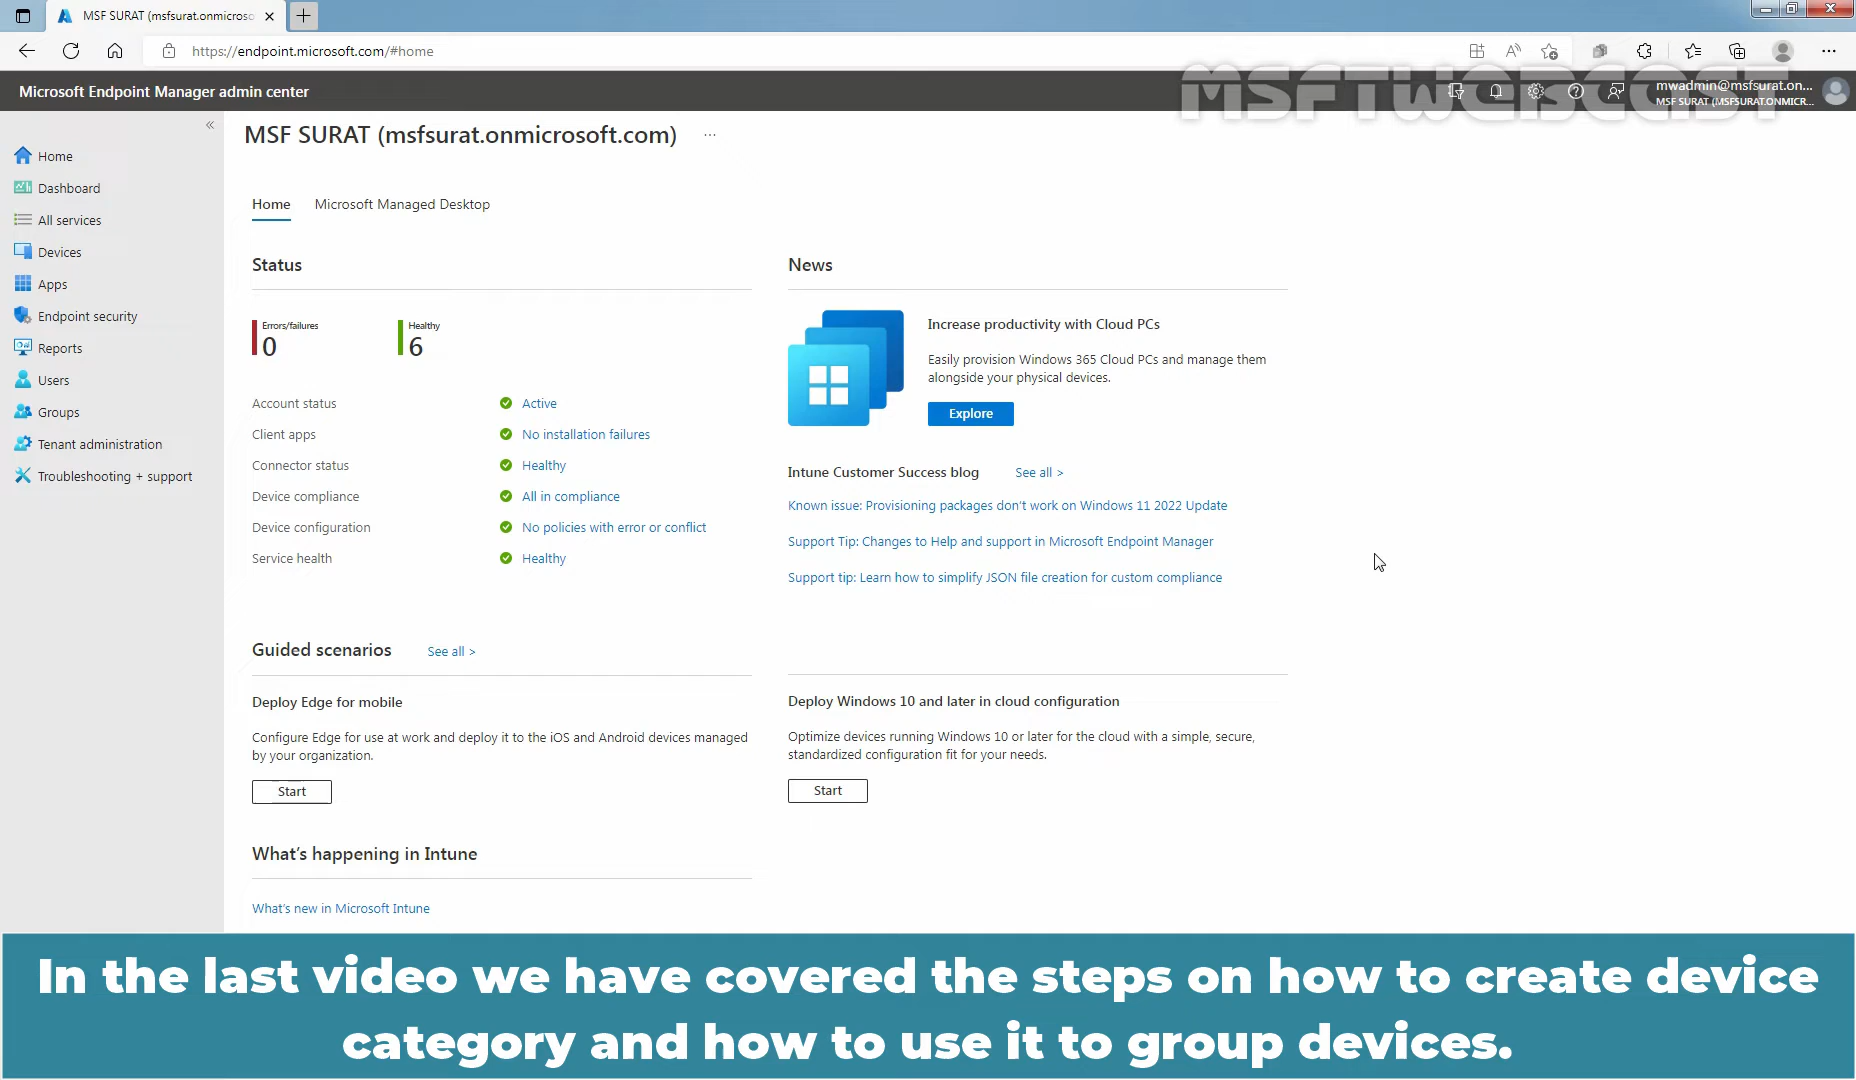 MSF SURAT (msfsurat.onmicroso
https://endpoint.microsoft.com/#home
MSFTWEBCAST
Microsoft Endpoint Manager admin center
mwadmin@msfsurat.on...
MSF SURAT (MSFSURAT.ONMICR...
MSF SURAT (msfsurat.onmicrosoft.com)
Home
Dashboard
All services
Devices
Apps
Endpoint security
Reports
Users
Groups
Tenant administration
Troubleshooting + support
Home
Microsoft Managed Desktop
Status
Errors/failures
0
Healthy
6
Account status
Active
Client apps
No installation failures
Connector status
Healthy
Device compliance
All in compliance
Device configuration
No policies with error or conflict
Service health
Healthy
News
Increase productivity with Cloud PCs
Easily provision Windows 365 Cloud PCs and manage them
alongside your physical devices.
Explore
Intune Customer Success blog
See all >
Known issue: Provisioning packages don't work on Windows 11 2022 Update
Support Tip: Changes to Help and support in Microsoft Endpoint Manager
Support tip: Learn how to simplify JSON file creation for custom compliance
Guided scenarios
See all >
Deploy Edge for mobile
Configure Edge for use at work and deploy it to the iOS and Android devices managed
by your organization.
Start
Deploy Windows 10 and later in cloud configuration
Optimize devices running Windows 10 or later for the cloud with a simple, secure,
standardized configuration fit for your needs.
Start
What's happening in Intune
What's new in Microsoft Intune
In the last video we have covered the steps on how to create device
category and how to use it to group devices.